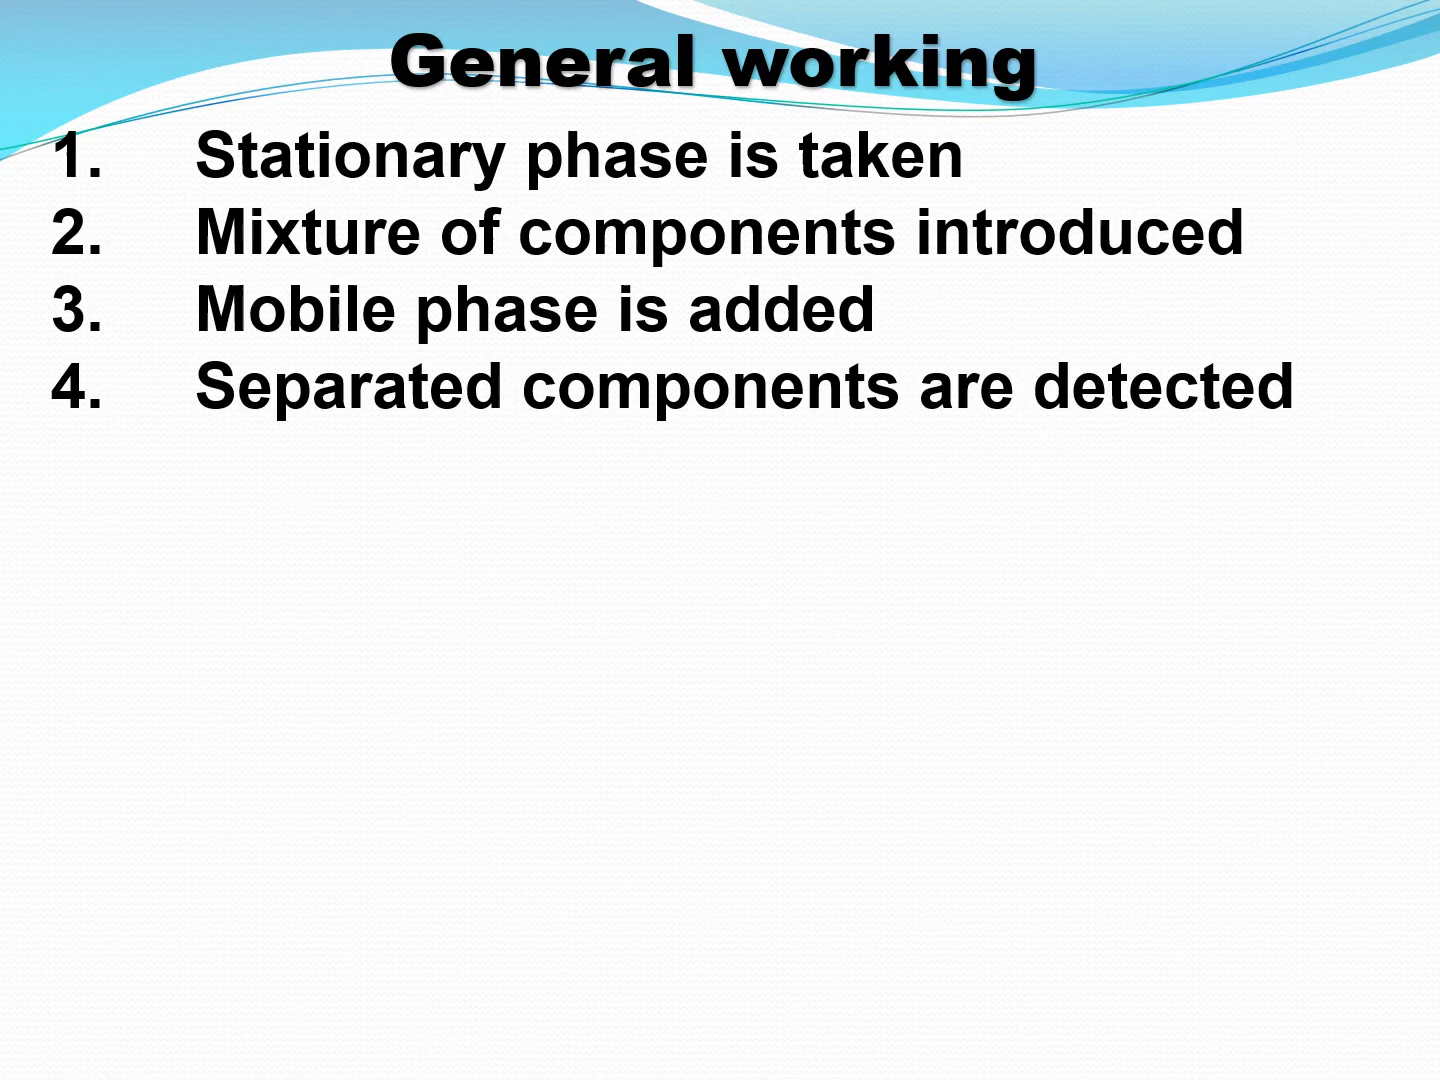 General working
1. Stationary phase is taken
2. Mixture of components introduced
3. Mobile phase is added
4. Separated components are detected